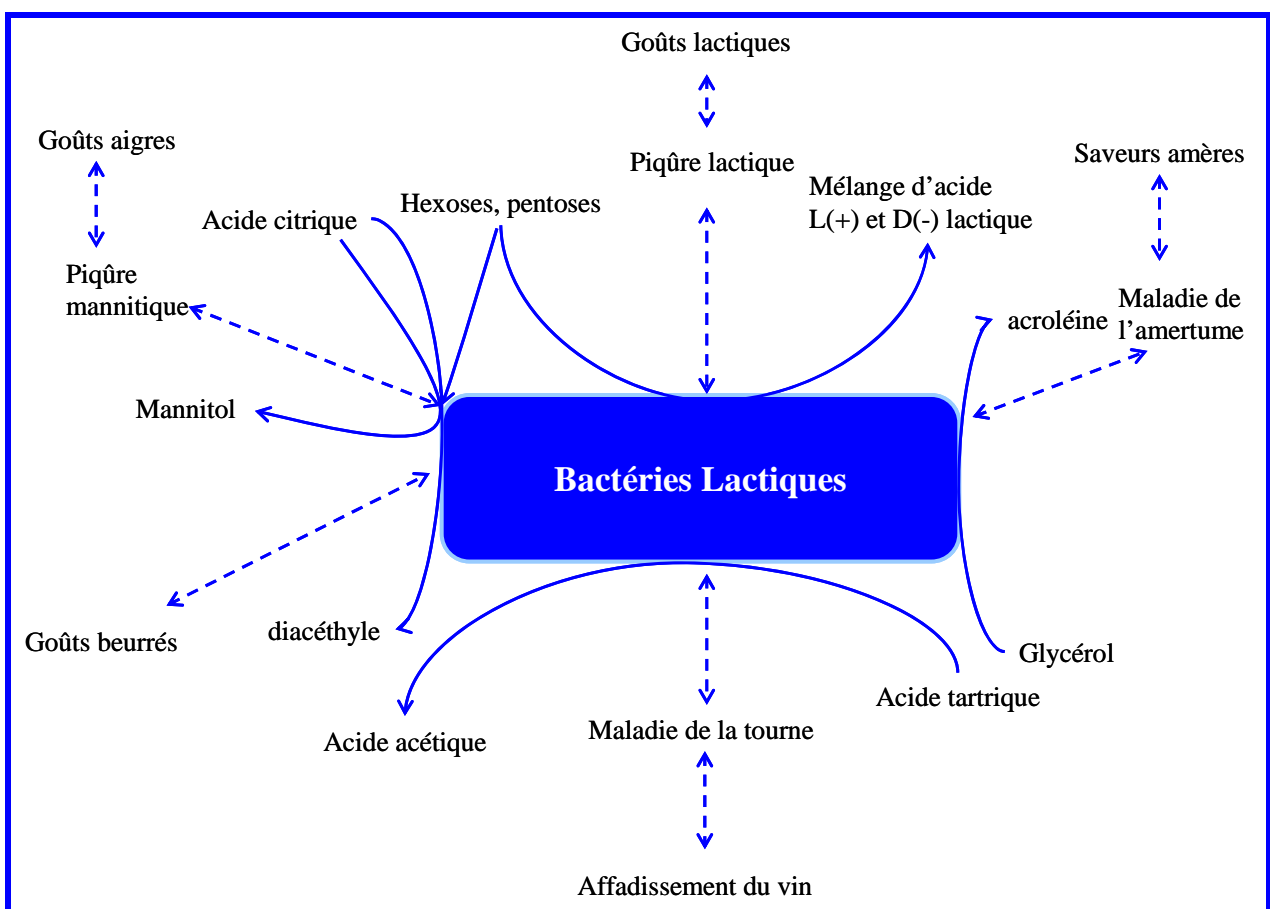 Goûts lactiques
Goûts aigres
Piqûre lactique
Saveurs amères
Mélange d’acide
L(+) et D(-) lactique
Acide citrique
Hexoses, pentoses
Piqûre
mannitique
Maladie de
l’amertume
acroléine
Mannitol
Bactéries Lactiques
diacéthyle
Goûts beurrés
Glycérol
Acide tartrique
Maladie de la tourne
Acide acétique
Affadissement du vin